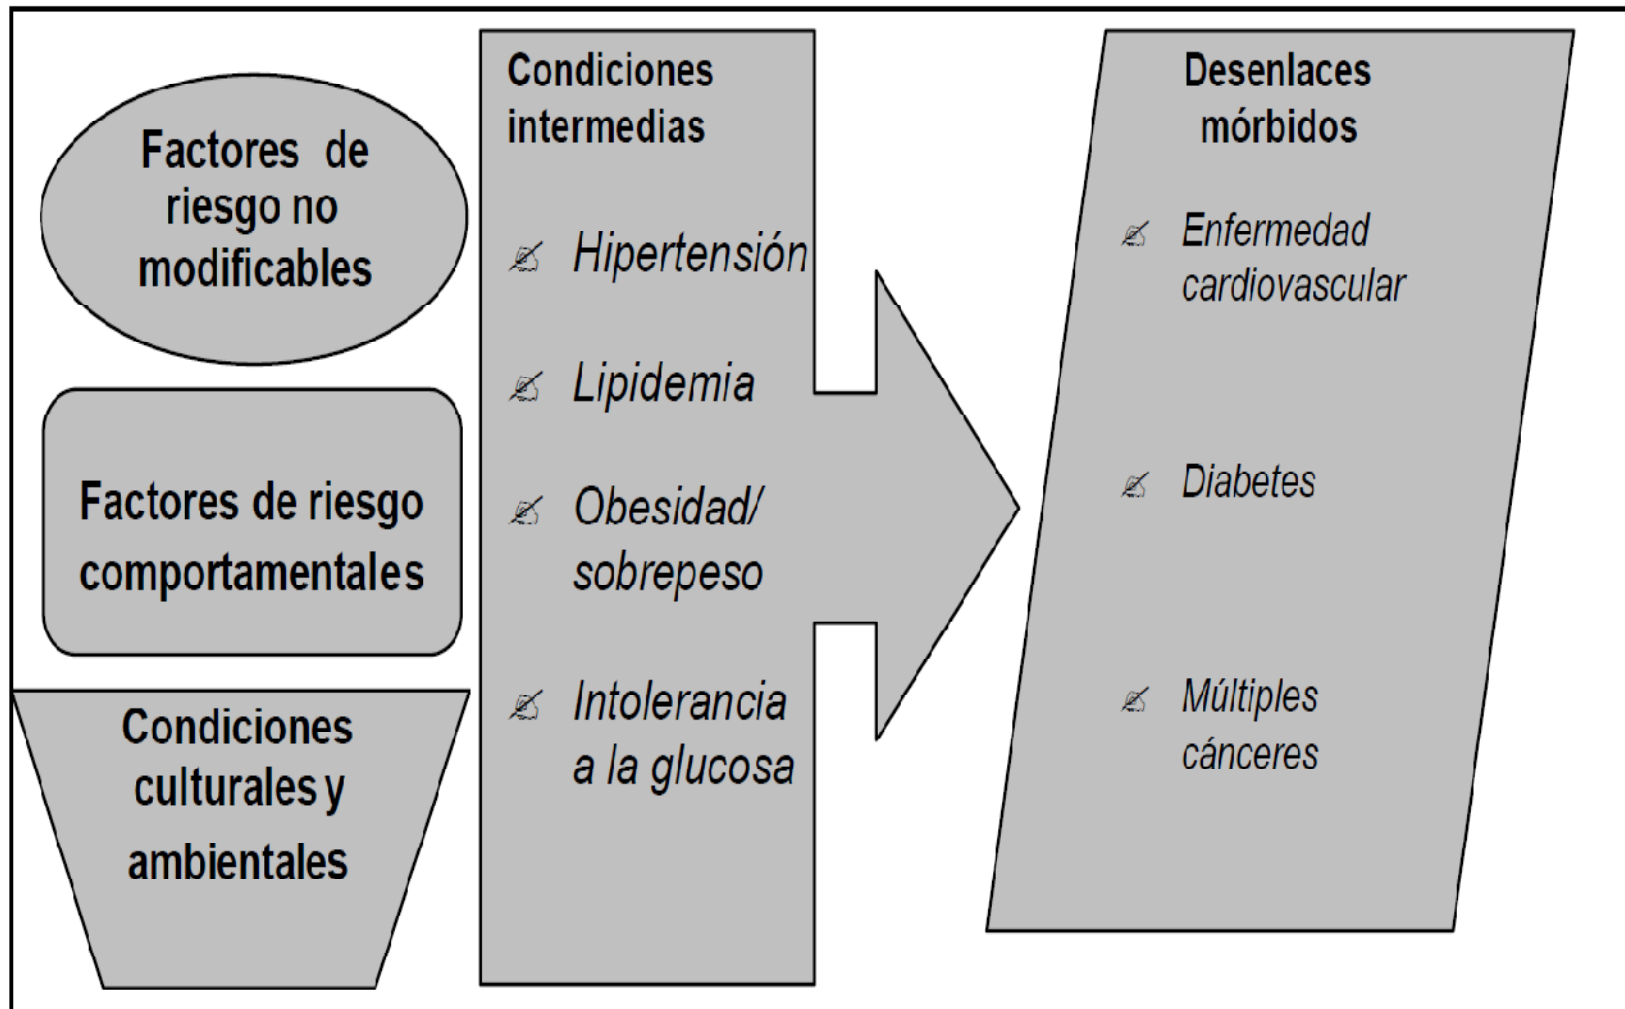 Factores de
riesgo no
modificables
Factores de riesgo
comportamentales
Condiciones
culturales y
ambientales
Condiciones
intermedias
Hipertensión
Lipidemia
Obesidad/
sobrepeso
Intolerancia
a la glucosa
Desenlaces
mórbidos
Enfermedad
cardiovascular
Diabetes
Múltiples
cánceres